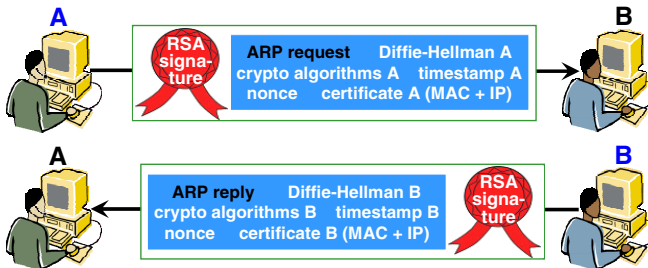 A
B
RSA
signa-
ture
ARP request Diffie-Hellman A
crypto algorithms A timestamp A
nonce certificate A (MAC + IP)
A
B
ARP reply Diffie-Hellman B
crypto algorithms B timestamp B
nonce certificate B (MAC + IP)
RSA
signa-
ture